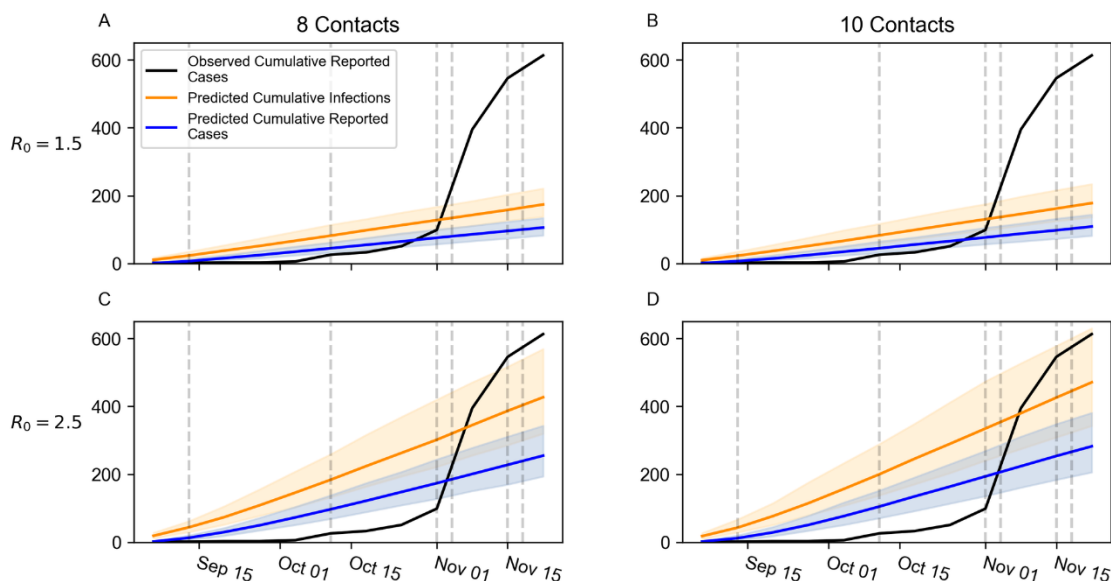 A
8 Contacts
B
10 Contacts
R₀ = 1.5
600
400
200
0
Observed Cumulative Reported
Cases
Predicted Cumulative Infections
Predicted Cumulative Reported
Cases
600
400
200
0
C
D
R₀ = 2.5
600
400
200
0
Sep 15
Oct 01
Oct 15
Nov 01
Nov 15
600
400
200
0
Sep 15
Oct 01
Oct 15
Nov 01
Nov 15